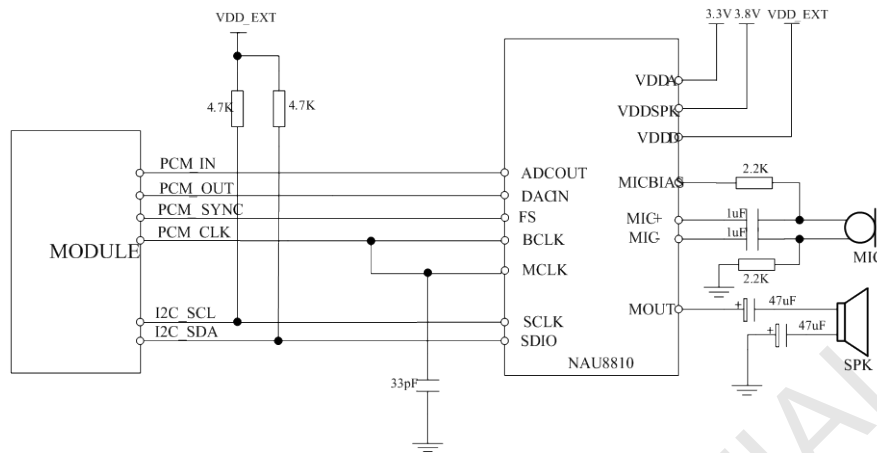 VDD_EXT
3.3V 3.8V VDD_EXT
4.7K 4.7K
VDDA
VDDSPK
VDDD
MODULE
PCM_IN
PCM_OUT
PCM_SYNC
PCM_CLK
I2C_SCL
I2C_SDA
ADCOUT
DACIN
FS
BCLK
MCLK
SCLK
SDIO
NAU8810
MICBIAS
MIC+
MIC-
MOUT
2.2K
1uF
1uF
2.2K
MIC
+ 47uF
+ 47uF
SPK
33pF